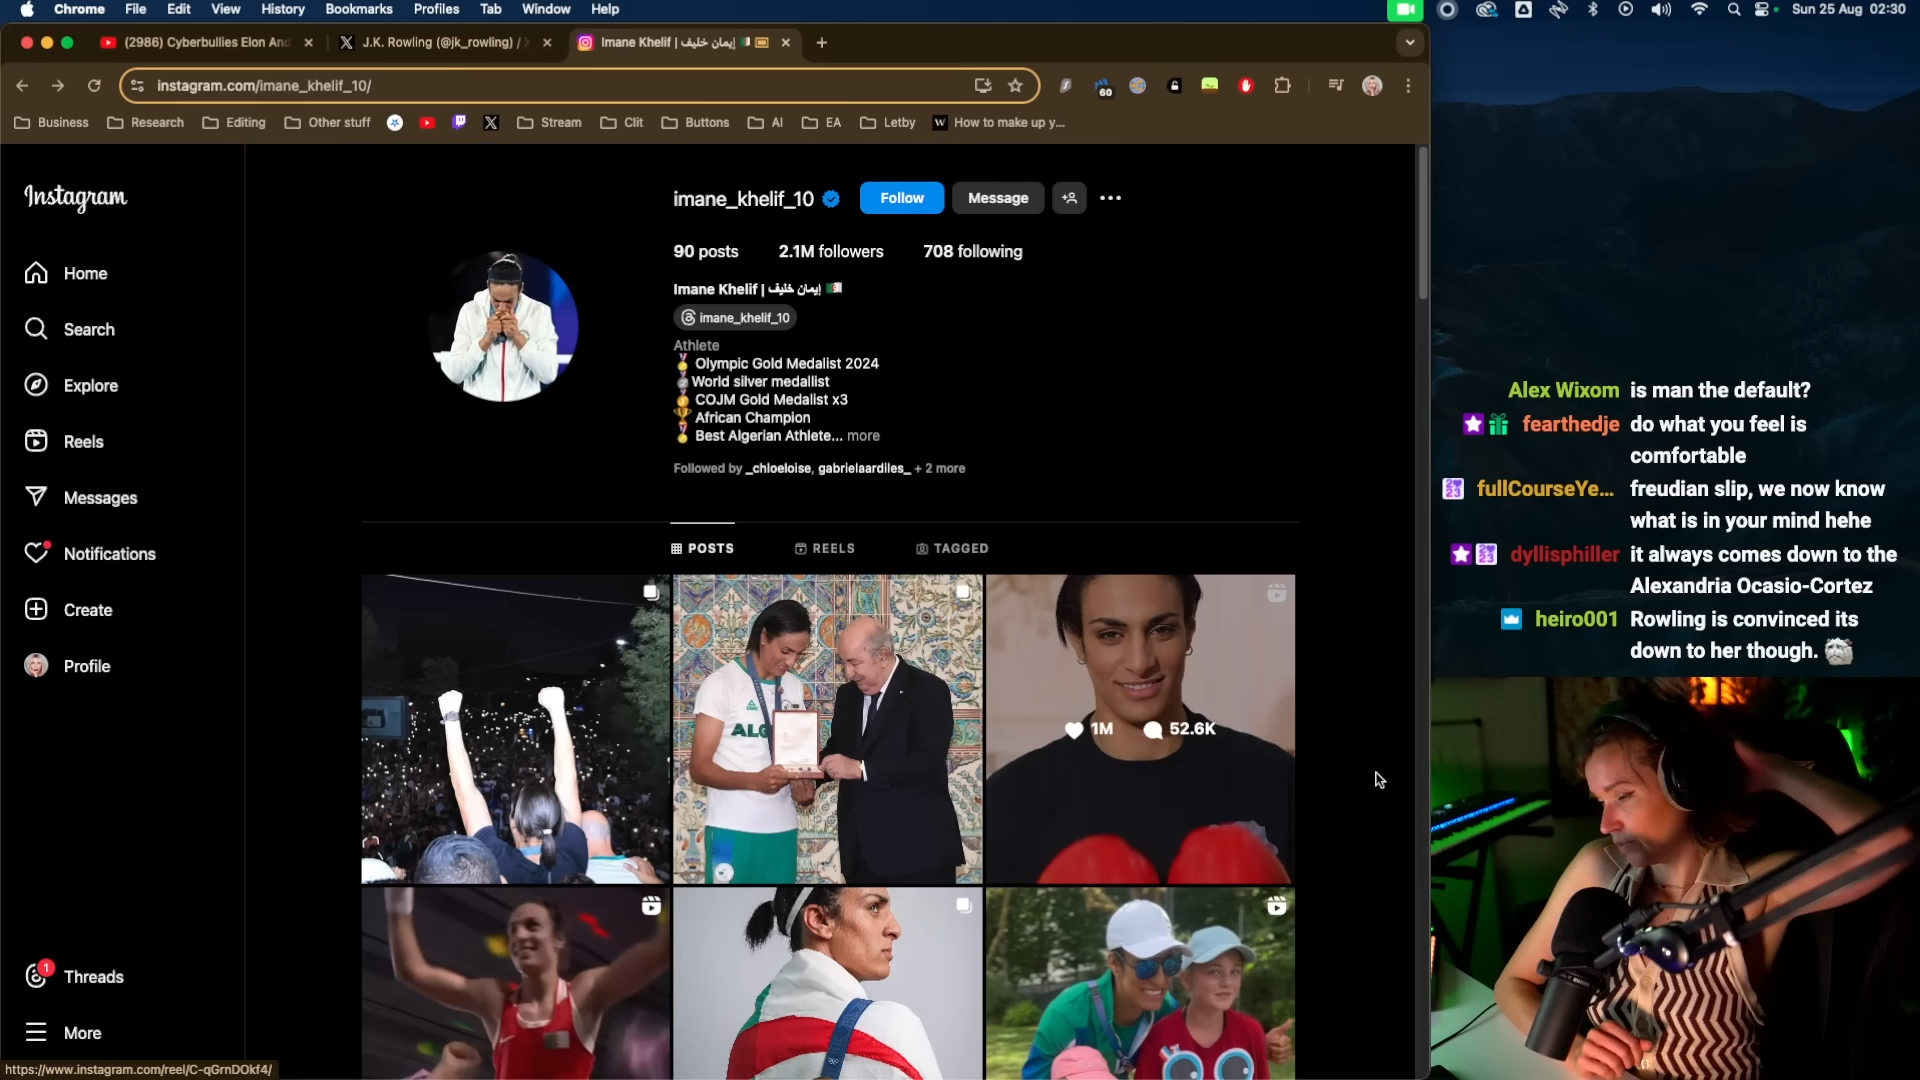 Chrome File Edit View History Bookmarks Profiles Tab Window Help
Sun 25 Aug 02:30
(2986) Cyberbullies Elon And
J.K. Rowling (@jk_rowling) /
Imane Khelif | إيمان خليف
instagram.com/imane_khelif_10/
60
Business Research Editing Other stuff Stream Clit Buttons AI EA Letby W How to make up y...
Instagram
Home
Search
Explore
Reels
Messages
Notifications
Create
Profile
1
Threads
More
imane_khelif_10 Follow Message
90 posts 2.1M followers 708 following
Imane Khelif | إيمان خليف
imane_khelif_10
Athlete
Olympic Gold Medalist 2024
World silver medallist
COJM Gold Medalist x3
African Champion
Best Algerian Athlete... more
Followed by _chloeloise, gabrielaardiles_ + 2 more
POSTS REELS TAGGED
ALG
1M 52.6K
https://www.instagram.com/reel/C-qGrnDOkf4/
Alex Wixom is man the default?
fearthedje do what you feel is
comfortable
fullCourseYe... freudian slip, we now know
what is in your mind hehe
dyllisphiller it always comes down to the
Alexandria Ocasio-Cortez
heiro001 Rowling is convinced its
down to her though.